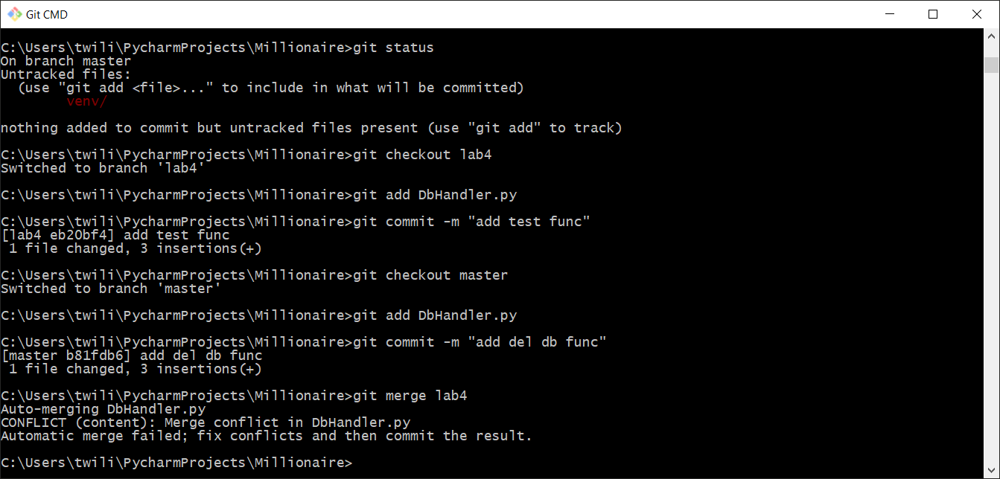 Git CMD
C:\Users\twili\PycharmProjects\Millionaire>git status
On branch master
Untracked files:
  (use "git add <file>..." to include in what will be committed)
        venv/
nothing added to commit but untracked files present (use "git add" to track)
C:\Users\twili\PycharmProjects\Millionaire>git checkout lab4
Switched to branch 'lab4'
C:\Users\twili\PycharmProjects\Millionaire>git add DbHandler.py
C:\Users\twili\PycharmProjects\Millionaire>git commit -m "add test func"
[lab4 eb20bf4] add test func
 1 file changed, 3 insertions(+)
C:\Users\twili\PycharmProjects\Millionaire>git checkout master
Switched to branch 'master'
C:\Users\twili\PycharmProjects\Millionaire>git add DbHandler.py
C:\Users\twili\PycharmProjects\Millionaire>git commit -m "add del db func"
[master b81fdb6] add del db func
 1 file changed, 3 insertions(+)
C:\Users\twili\PycharmProjects\Millionaire>git merge lab4
Auto-merging DbHandler.py
CONFLICT (content): Merge conflict in DbHandler.py
Automatic merge failed; fix conflicts and then commit the result.
C:\Users\twili\PycharmProjects\Millionaire>